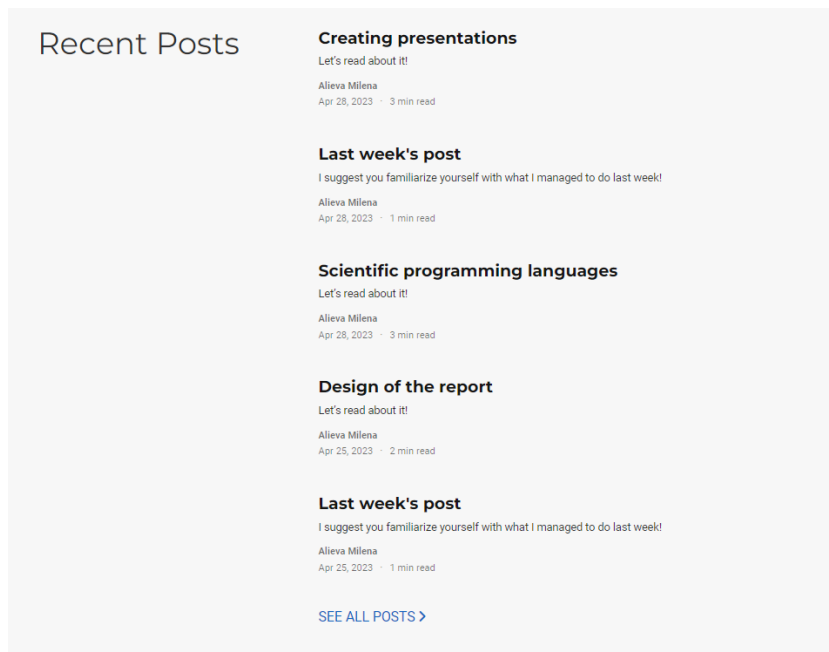 Recent Posts
Creating presentations
Let's read about it!
Alieva Milena
Apr 28, 2023 · 3 min read
Last week's post
I suggest you familiarize yourself with what I managed to do last week!
Alieva Milena
Apr 28, 2023 · 1 min read
Scientific programming languages
Let's read about it!
Alieva Milena
Apr 28, 2023 · 3 min read
Design of the report
Let's read about it!
Alieva Milena
Apr 25, 2023 · 2 min read
Last week's post
I suggest you familiarize yourself with what I managed to do last week!
Alieva Milena
Apr 25, 2023 · 1 min read
SEE ALL POSTS